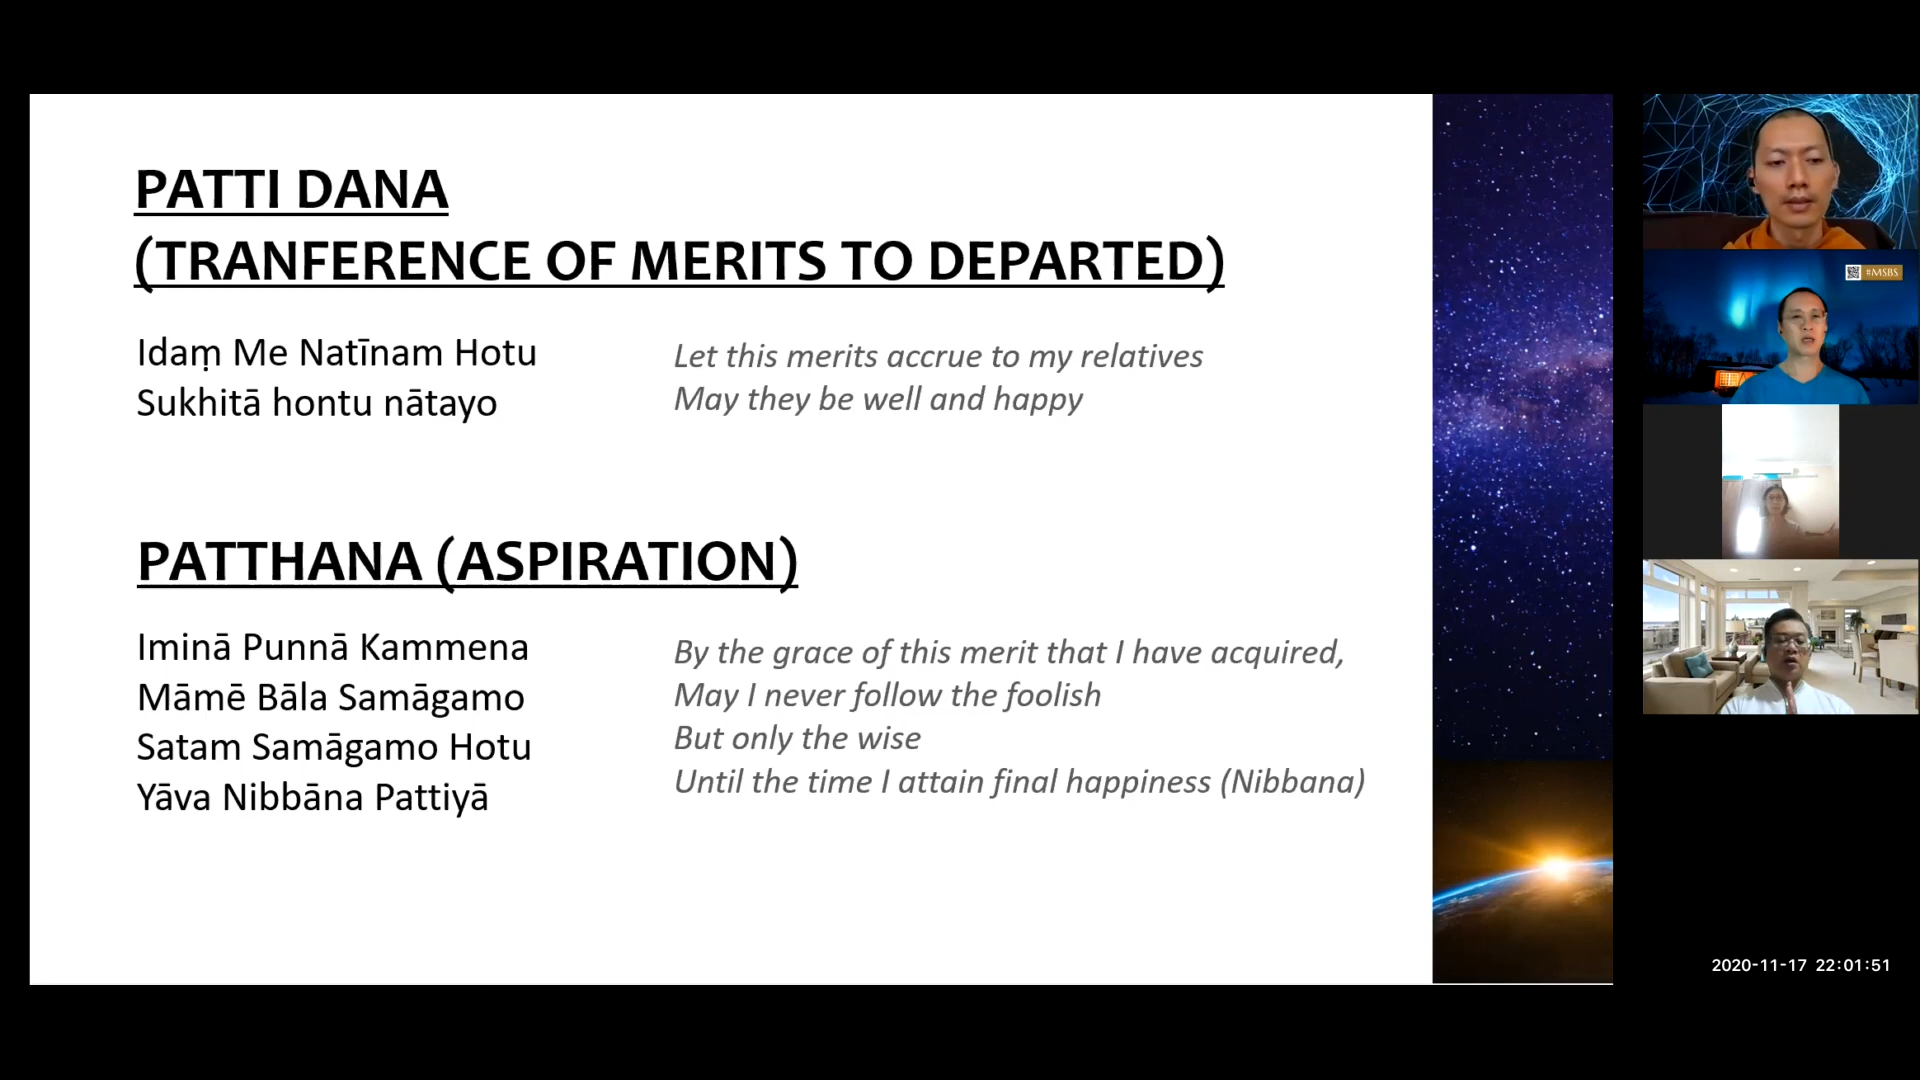 PATTI DANA
(TRANFERENCE OF MERITS TO DEPARTED)
Idaṃ Me Natīnam Hotu
Sukhitā hontu nātayo
Let this merits accrue to my relatives
May they be well and happy
PATTHANA (ASPIRATION)
Iminā Punnā Kammena
Māmē Bāla Samāgamo
Satam Samāgamo Hotu
Yāva Nibbāna Pattiyā
By the grace of this merit that I have acquired,
May I never follow the foolish
But only the wise
Until the time I attain final happiness (Nibbana)
#MSBS
2020-11-17 22:01:51